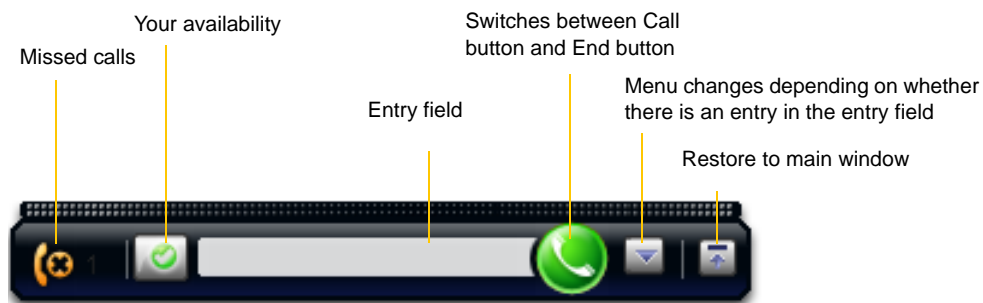 Your availability
Switches between Call
button and End button
Missed calls
Menu changes depending on whether
there is an entry in the entry field
Entry field
Restore to main window
1